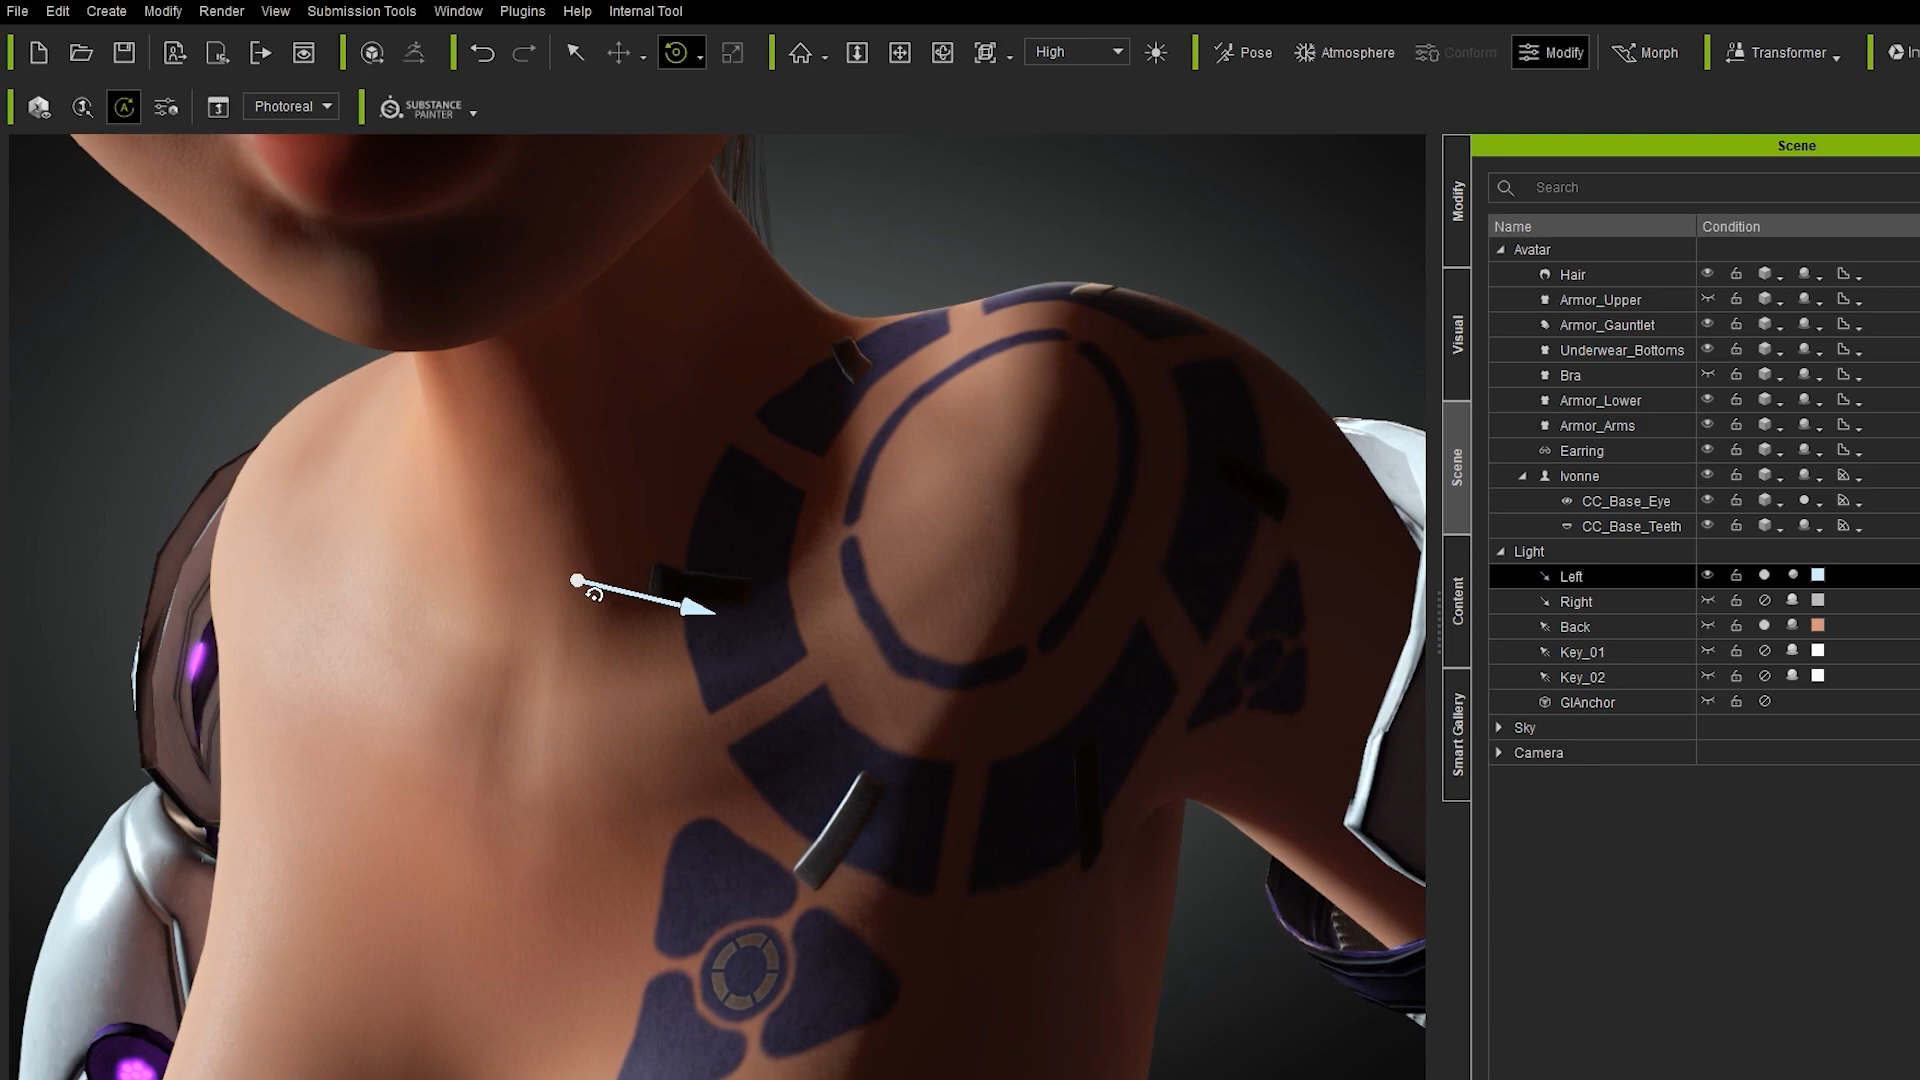 File Edit Create Modify Render View Submission Tools Window Plugins Help Internal Tool
High Pose Atmosphere Conform Modify Morph Transformer
Photoreal SUBSTANCE PAINTER
Scene
Search
Name Condition
Avatar
Hair
Armor_Upper
Armor_Gauntlet
Underwear_Bottoms
Bra
Armor_Lower
Armor_Arms
Earring
Ivonne
CC_Base_Eye
CC_Base_Teeth
Light
Left
Right
Back
Key_01
Key_02
GIAnchor
Sky
Camera
Modify
Visual
Scene
Content
Smart Gallery